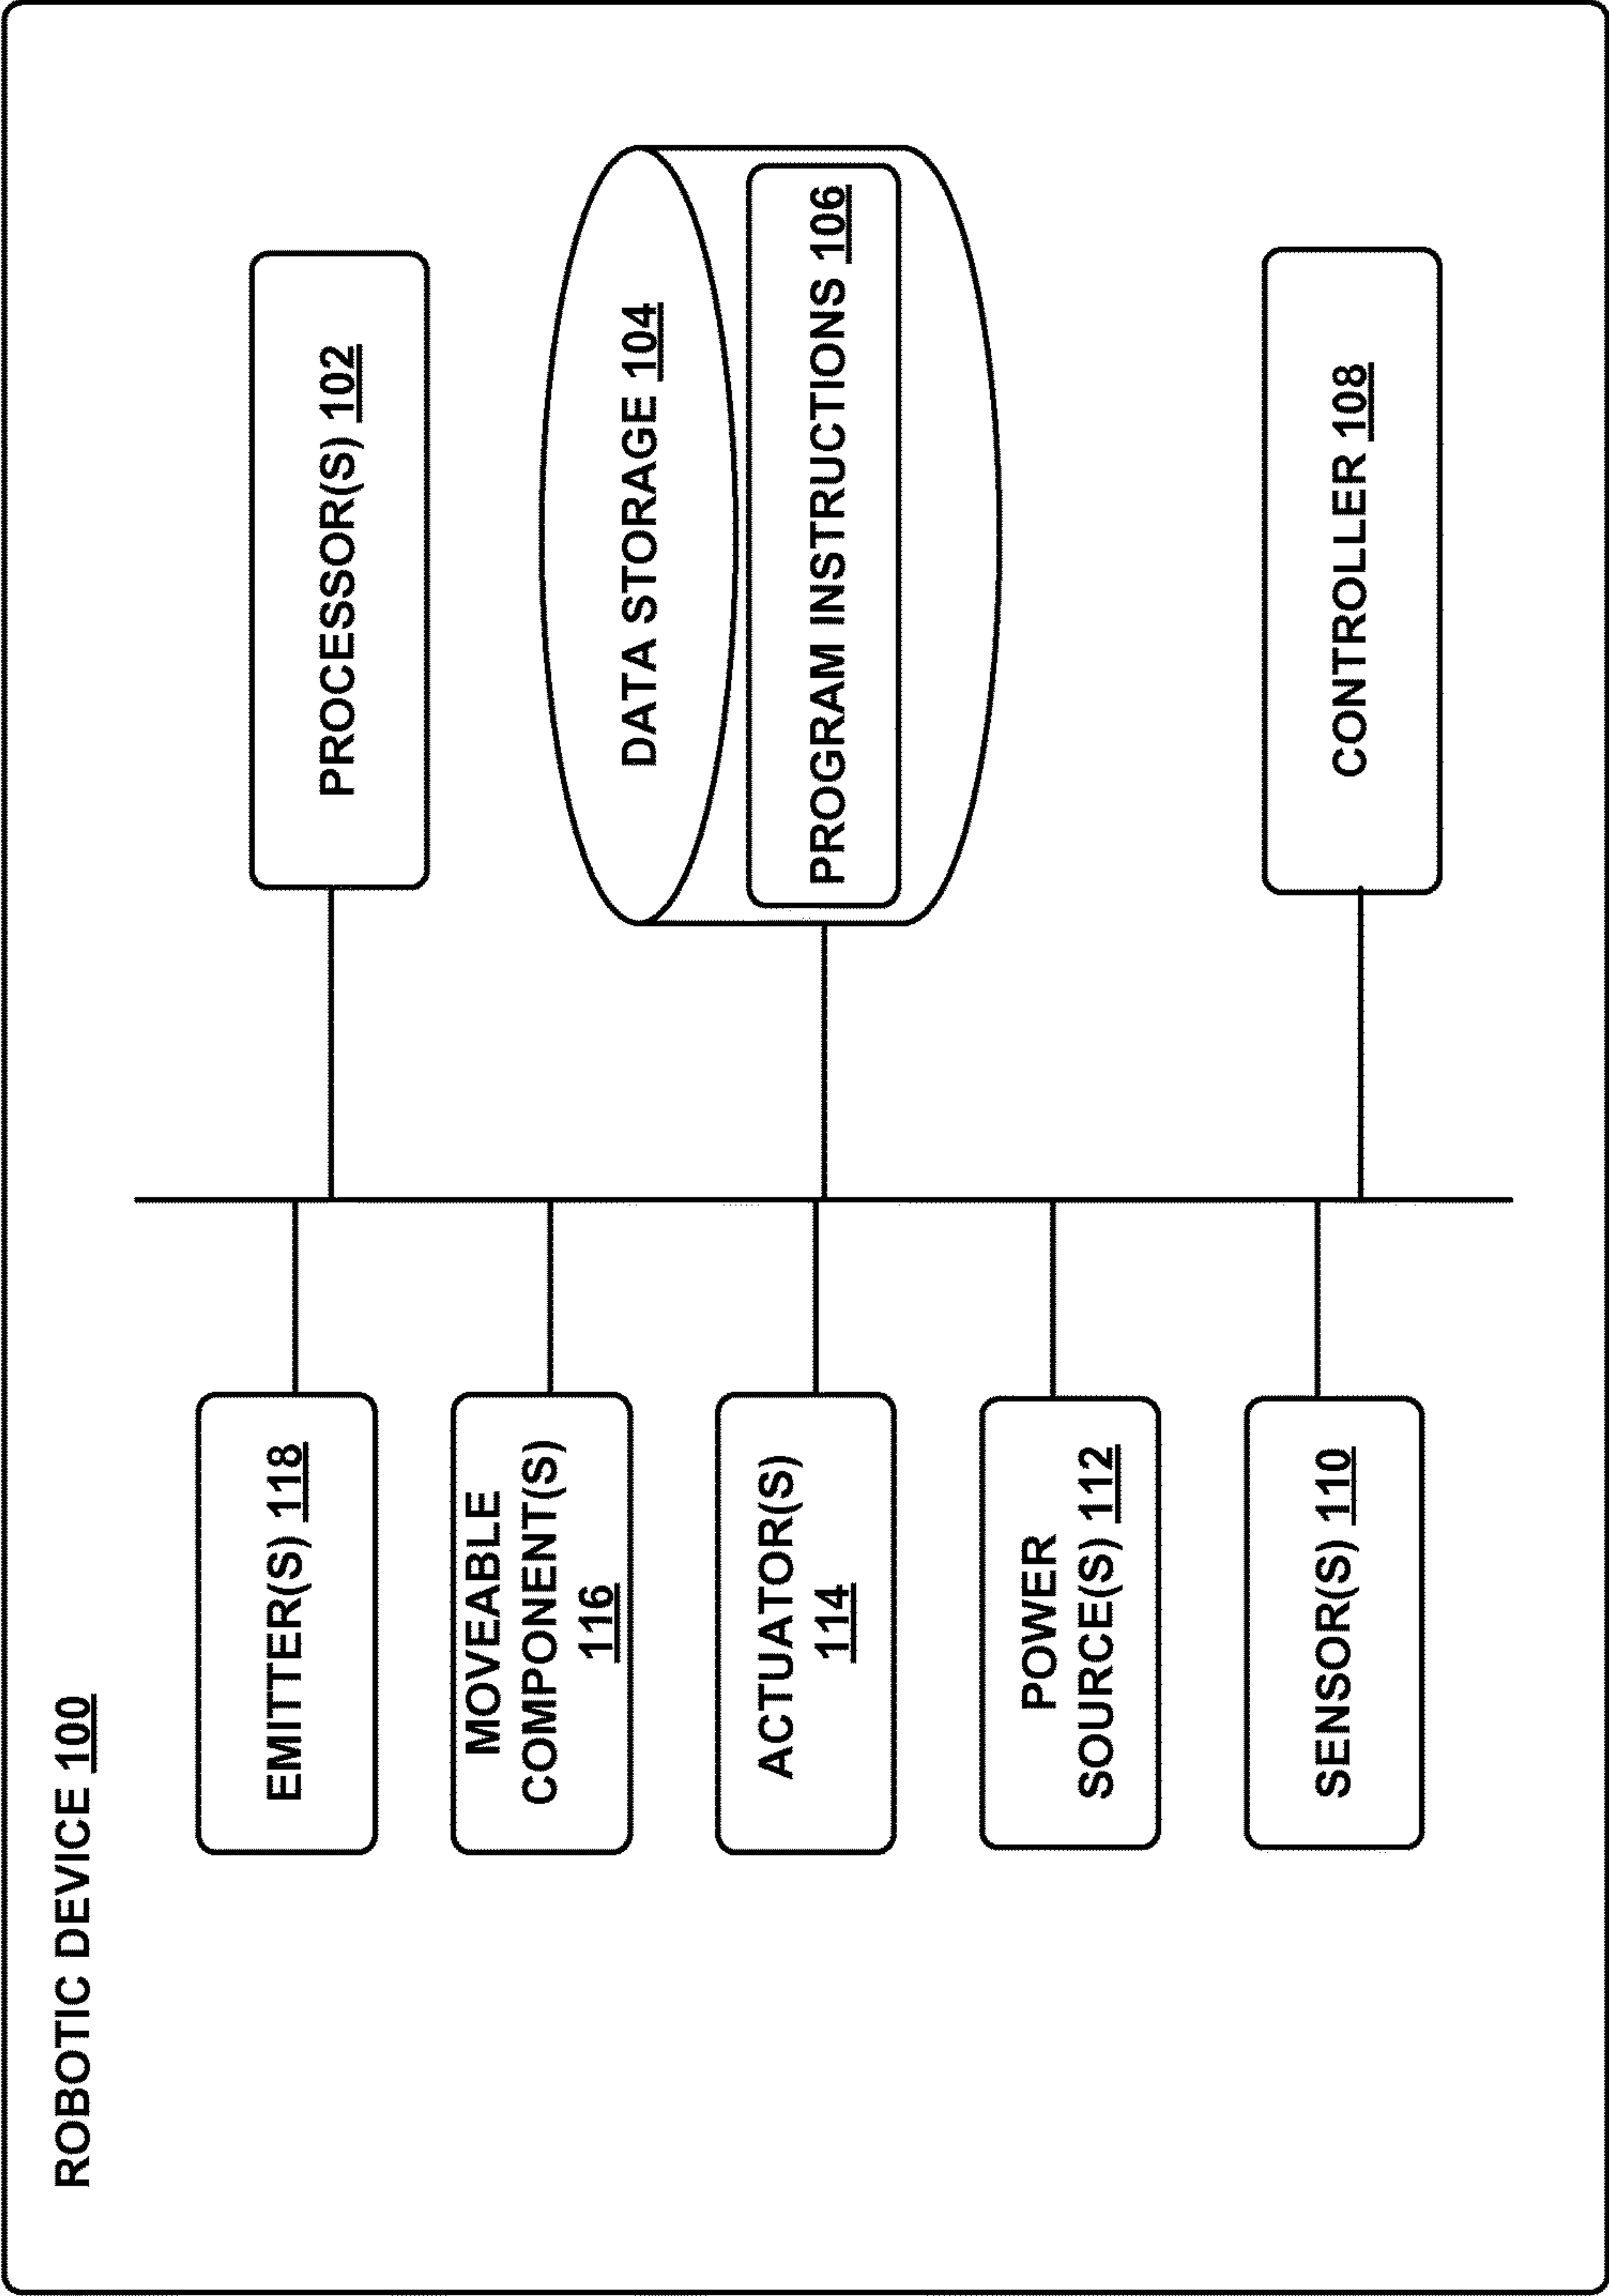 ROBOTIC DEVICE 100
EMITTER(S) 118
MOVEABLE
COMPONENT(S)
116
ACTUATOR(S)
114
POWER
SOURCE(S) 112
SENSOR(S) 110
PROCESSOR(S) 102
DATA STORAGE 104
PROGRAM INSTRUCTIONS 106
CONTROLLER 108